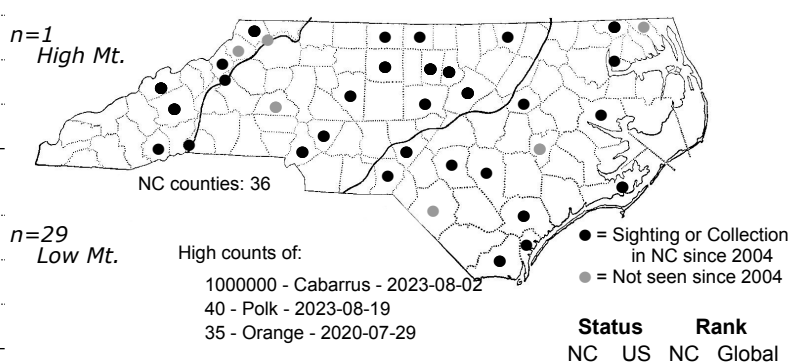 n=1
High Mt.
NC counties: 36
n=29
Low Mt.
High counts of:
1000000 - Cabarrus - 2023-08-02
40 - Polk - 2023-08-19
35 - Orange - 2020-07-29
= Sighting or Collection
in NC since 2004
= Not seen since 2004
Status Rank
NC US NC Global